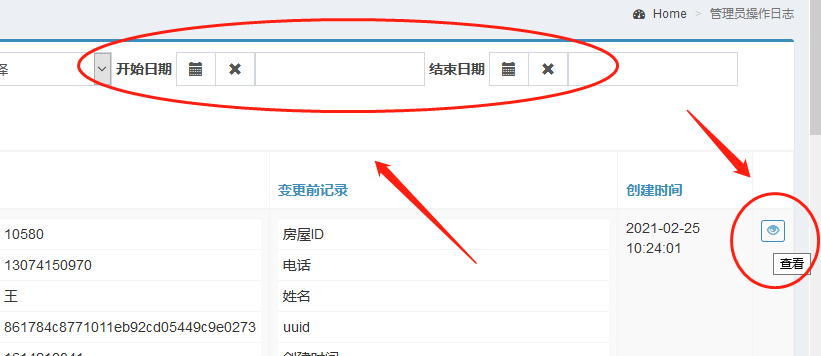 Home > 管理员操作日志
择 开始日期 结束日期
变更前记录 创建时间
10580 房屋ID 2021-02-25
10:24:01
13074150970 电话
查看
王 姓名
861784c8771011eb92cd05449c9e0273 uuid